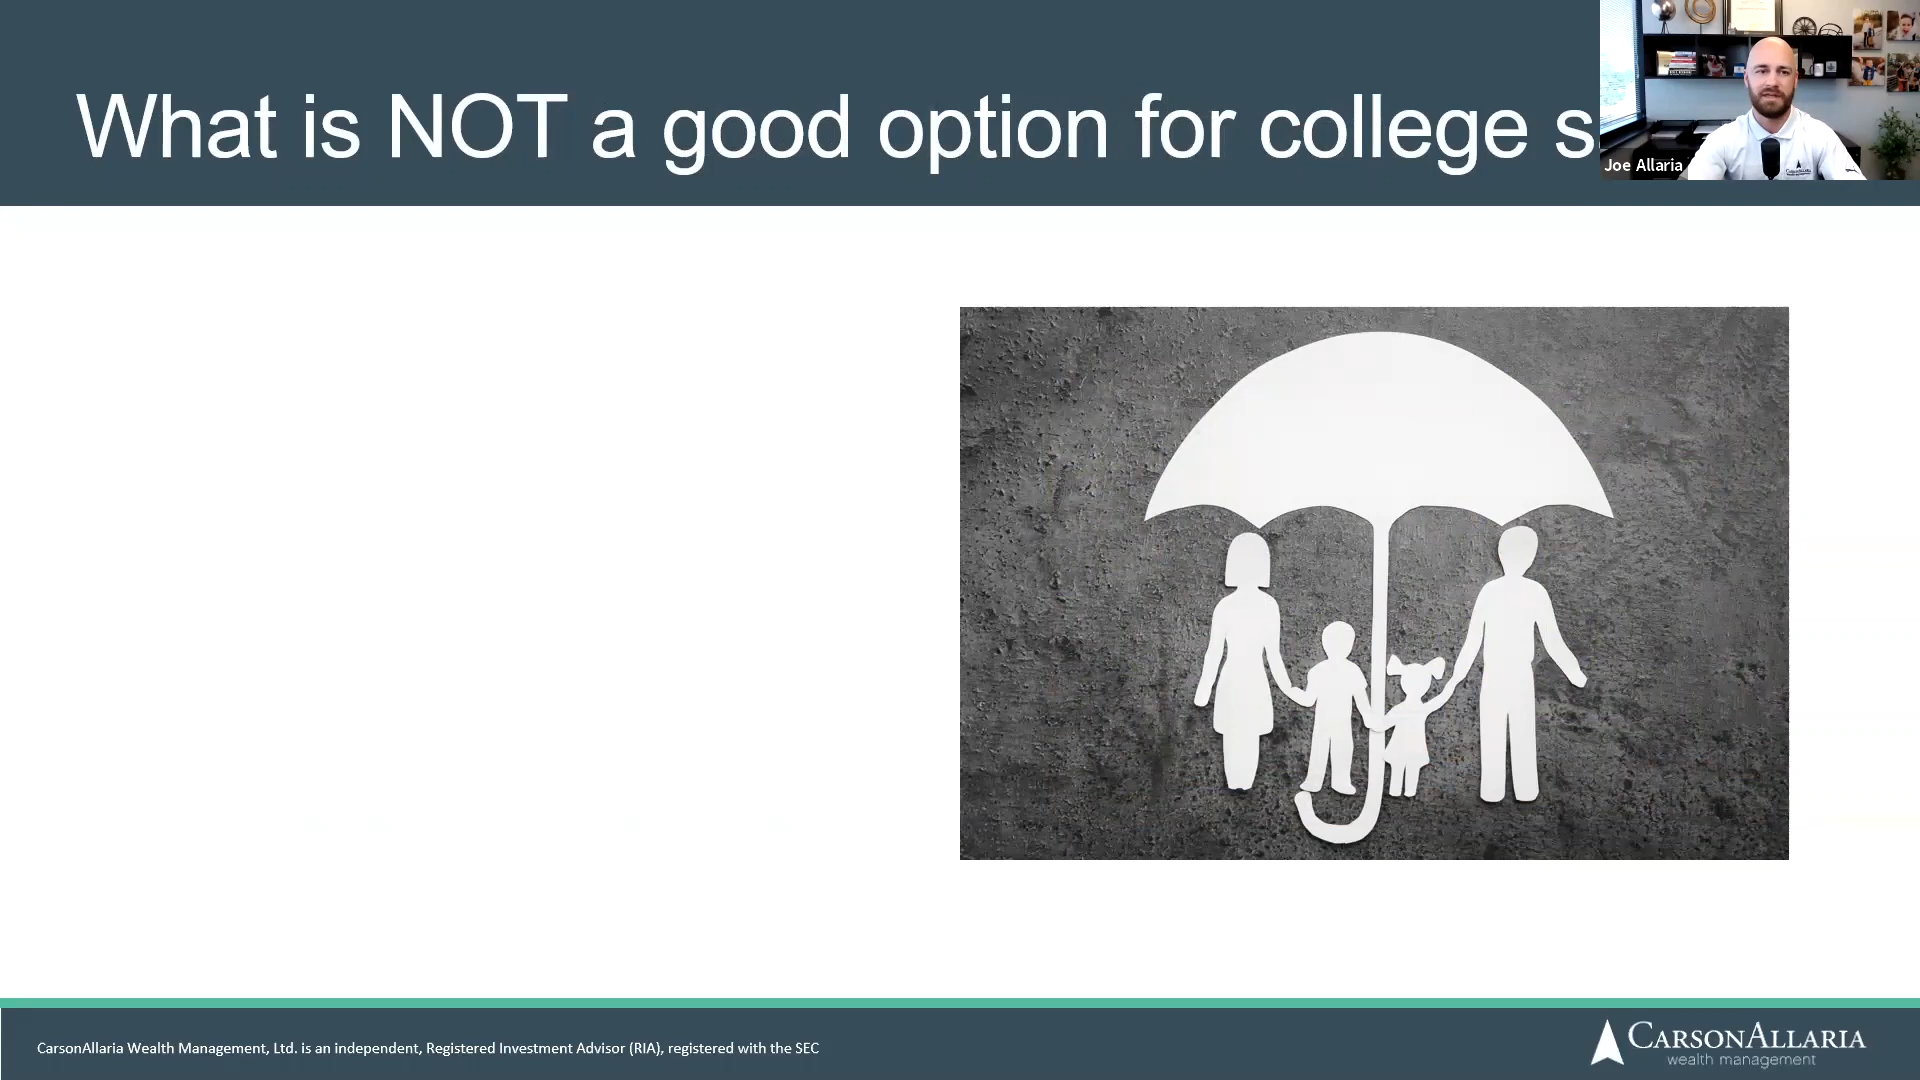 What is NOT a good option for college s
Joe Allaria
CarsonAllaria Wealth Management, Ltd. is an independent, Registered Investment Advisor (RIA), registered with the SEC
CARSONALLARIA
wealth management